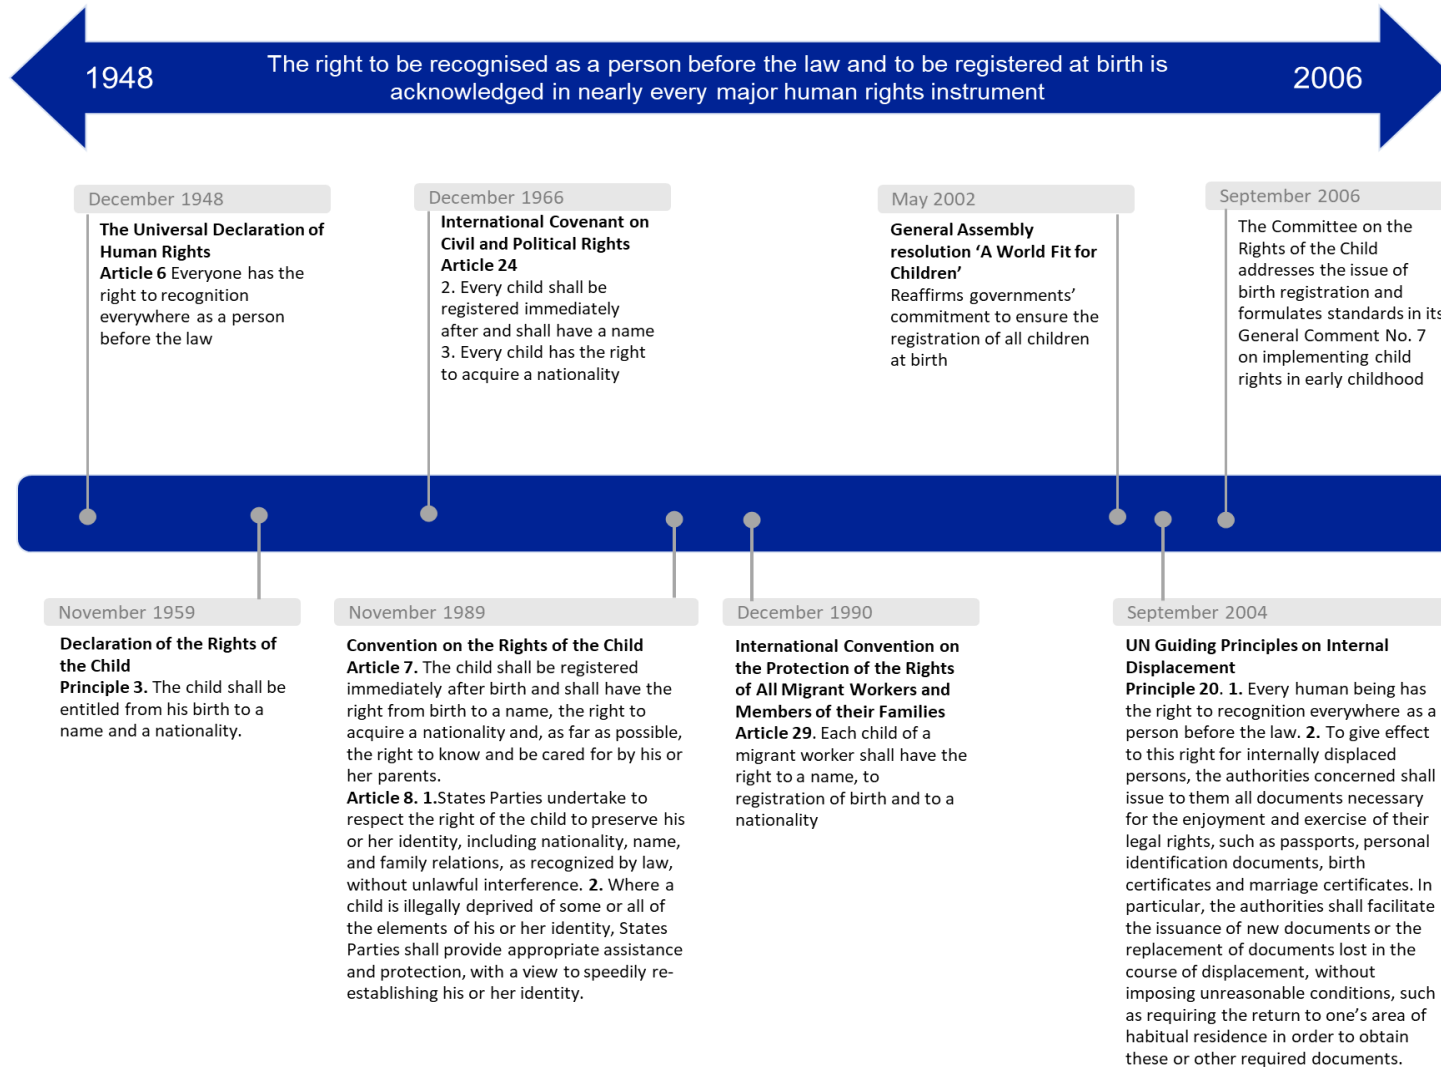 1948
The right to be recognised as a person before the law and to be registered at birth is
acknowledged in nearly every major human rights instrument
2006
December 1948
The Universal Declaration of
Human Rights
Article 6 Everyone has the
right to recognition
everywhere as a person
before the law
December 1966
International Covenant on
Civil and Political Rights
Article 24
2. Every child shall be
registered immediately
after and shall have a name
3. Every child has the right
to acquire a nationality
May 2002
General Assembly
resolution ‘A World Fit for
Children’
Reaffirms governments’
commitment to ensure the
registration of all children
at birth
September 2006
The Committee on the
Rights of the Child
addresses the issue of
birth registration and
formulates standards in its
General Comment No. 7
on implementing child
rights in early childhood
November 1959
Declaration of the Rights of
the Child
Principle 3. The child shall be
entitled from his birth to a
name and a nationality.
November 1989
Convention on the Rights of the Child
Article 7. The child shall be registered
immediately after birth and shall have the
right from birth to a name, the right to
acquire a nationality and, as far as possible,
the right to know and be cared for by his or
her parents.
Article 8. 1.States Parties undertake to
respect the right of the child to preserve his
or her identity, including nationality, name,
and family relations, as recognized by law,
without unlawful interference. 2. Where a
child is illegally deprived of some or all of
the elements of his or her identity, States
Parties shall provide appropriate assistance
and protection, with a view to speedily re-
establishing his or her identity.
December 1990
International Convention on
the Protection of the Rights
of All Migrant Workers and
Members of their Families
Article 29. Each child of a
migrant worker shall have the
right to a name, to
registration of birth and to a
nationality
September 2004
UN Guiding Principles on Internal
Displacement
Principle 20. 1. Every human being has
the right to recognition everywhere as a
person before the law. 2. To give effect
to this right for internally displaced
persons, the authorities concerned shall
issue to them all documents necessary
for the enjoyment and exercise of their
legal rights, such as passports, personal
identification documents, birth
certificates and marriage certificates. In
particular, the authorities shall facilitate
the issuance of new documents or the
replacement of documents lost in the
course of displacement, without
imposing unreasonable conditions, such
as requiring the return to one’s area of
habitual residence in order to obtain
these or other required documents.